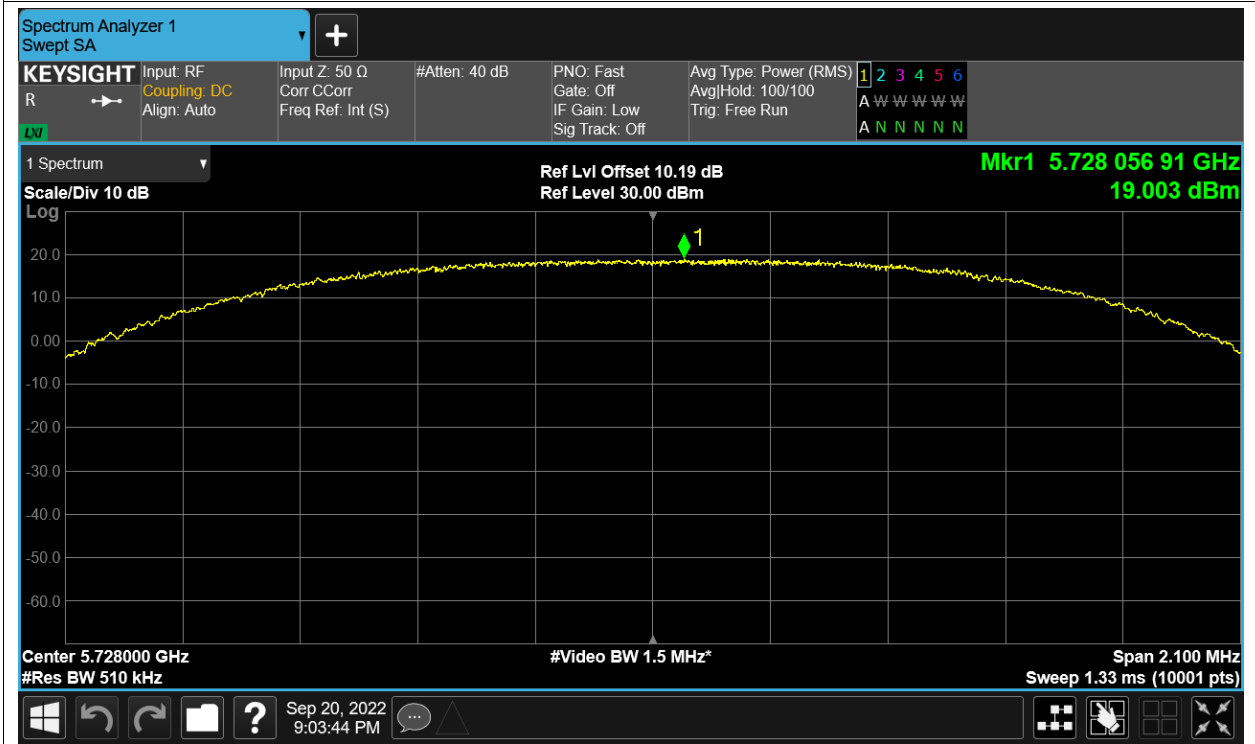 Spectrum Analyzer 1
Swept SA
+
KEYSIGHT
R
LXI
Input: RF
Coupling: DC
Align: Auto
Input Z: 50 Ω
Corr CCorr
Freq Ref: Int (S)
#Atten: 40 dB
PNO: Fast
Gate: Off
IF Gain: Low
Sig Track: Off
Avg Type: Power (RMS)
Avg|Hold: 100/100
Trig: Free Run
1 2 3 4 5 6
A W W W W W
A N N N N N
1 Spectrum
Scale/Div 10 dB
Log
Ref Lvl Offset 10.19 dB
Ref Level 30.00 dBm
Mkr1 5.728 056 91 GHz
19.003 dBm
1
20.0
10.0
0.00
-10.0
-20.0
-30.0
-40.0
-50.0
-60.0
Center 5.728000 GHz
#Res BW 510 kHz
#Video BW 1.5 MHz*
Span 2.100 MHz
Sweep 1.33 ms (10001 pts)
?
Sep 20, 2022
9:03:44 PM